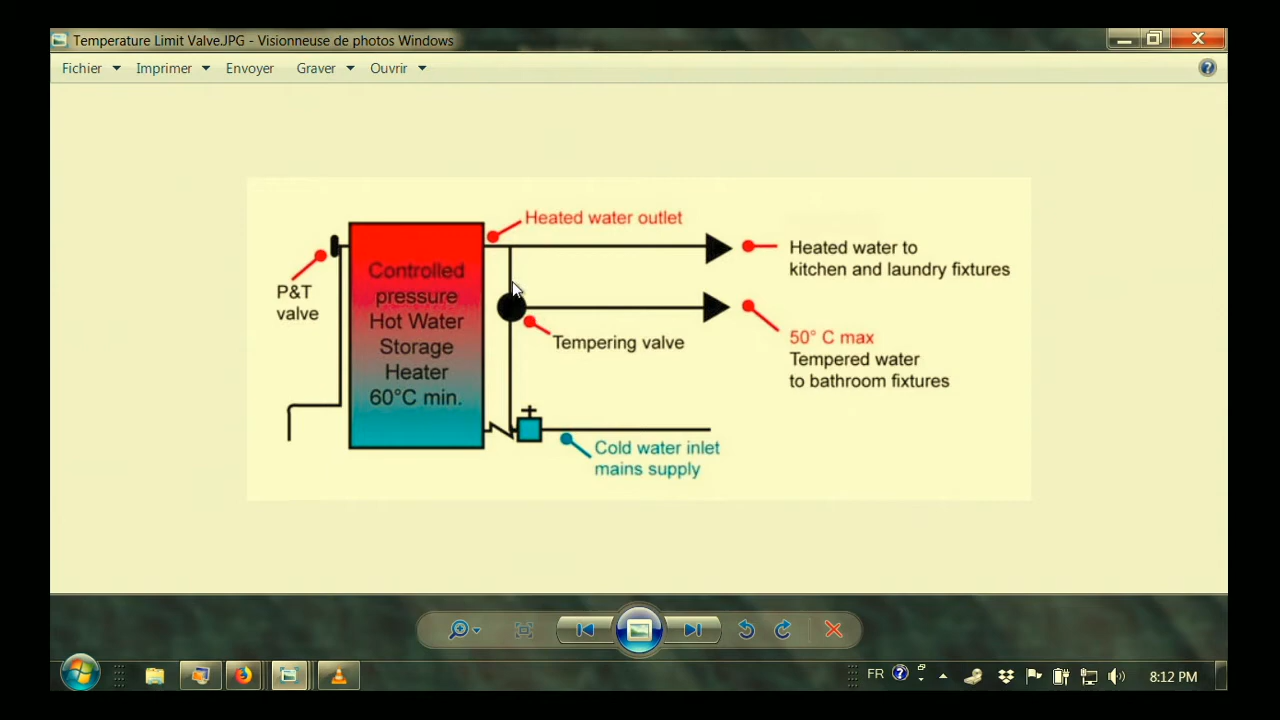 Temperature Limit Valve.JPG - Visionneuse de photos Windows
Fichier Imprimer Envoyer Graver Ouvrir
Heated water outlet
Heated water to
kitchen and laundry fixtures
P&T
valve
Controlled
pressure
Hot Water
Storage
Heater
60°C min.
Tempering valve
50° C max
Tempered water
to bathroom fixtures
Cold water inlet
mains supply
FR
8:12 PM